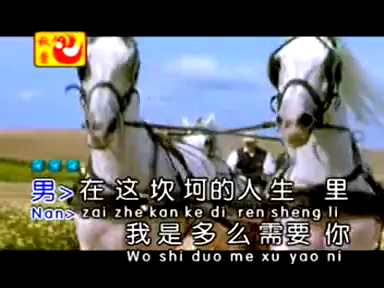 男>在这坎坷的人生 里
Nan> zai zhe kan ke di ren sheng li
我是多么需要 你
Wo shi duo me xu yao ni